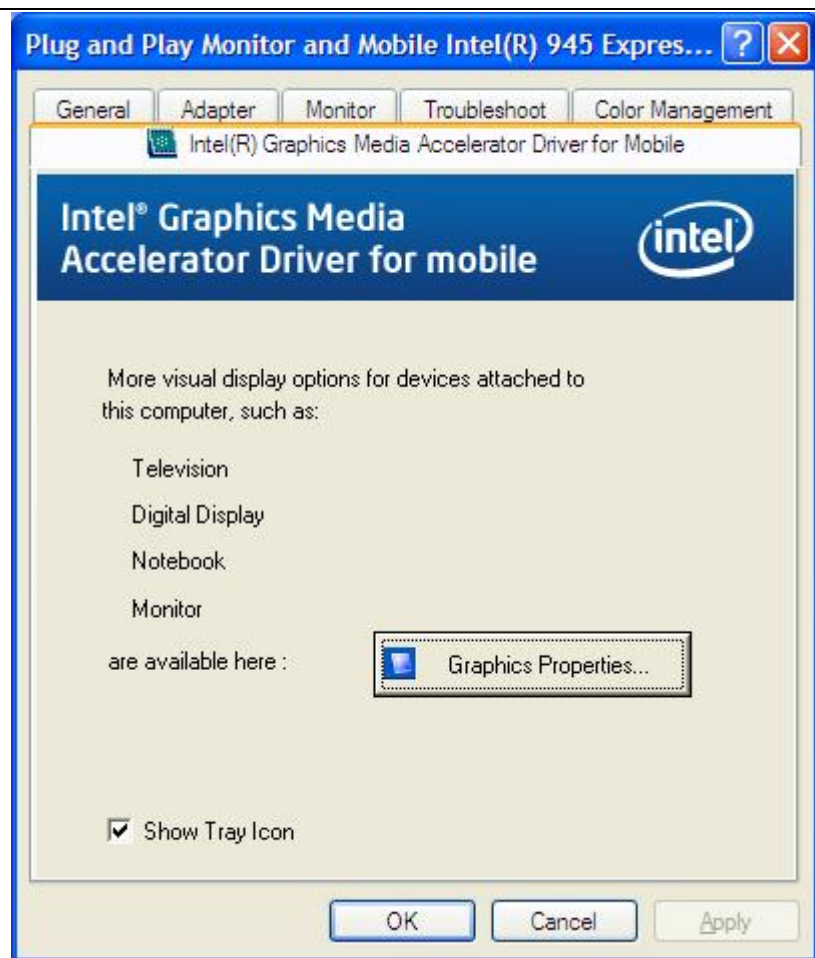 Plug and Play Monitor and Mobile Intel(R) 945 Expres...
General Adapter Monitor Troubleshoot Color Management
Intel(R) Graphics Media Accelerator Driver for Mobile
Intel® Graphics Media
Accelerator Driver for mobile
intel
More visual display options for devices attached to
this computer, such as:
Television
Digital Display
Notebook
Monitor
are available here :
Graphics Properties...
Show Tray Icon
OK Cancel Apply